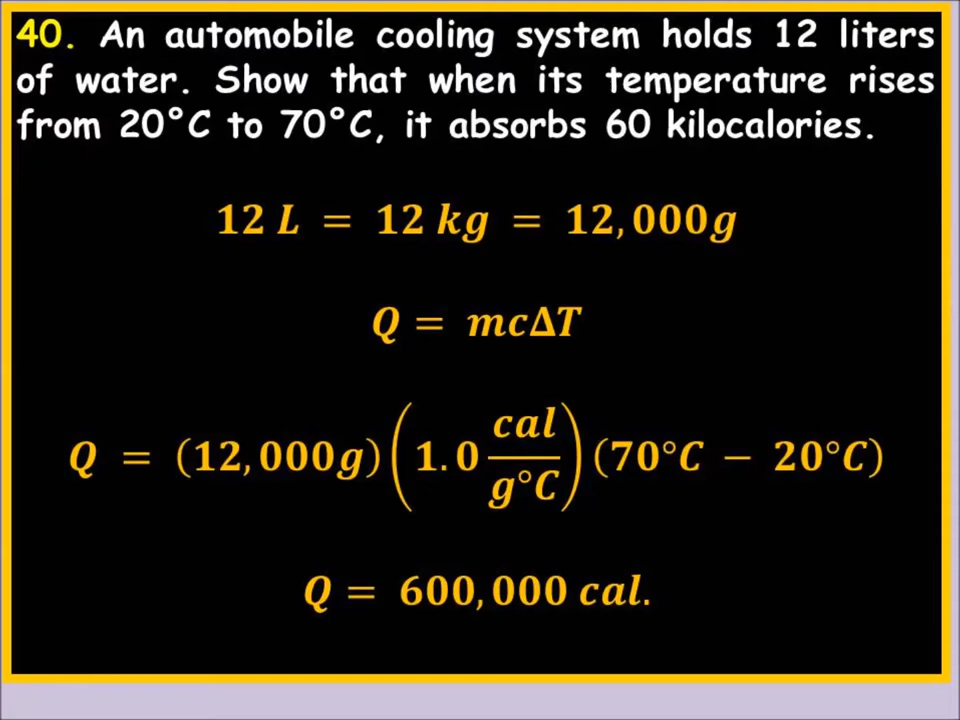 40. An automobile cooling system holds 12 liters
of water. Show that when its temperature rises
from 20°C to 70°C, it absorbs 60 kilocalories.
12 L = 12 kg = 12,000g
Q = mcΔT
Q = (12,000g)(1.0 cal/g°C)(70°C − 20°C)
Q = 600,000 cal.